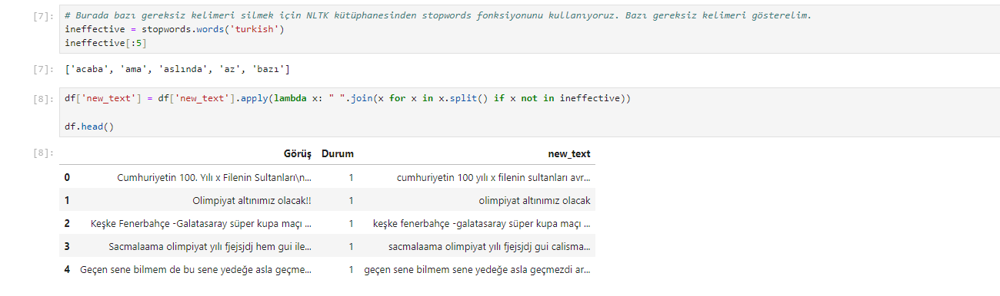 [7]: # Burada bazı gereksiz kelimeri silmek için NLTK kütüphanesinden stopwords fonksiyonunu kullanıyoruz. Bazı gereksiz kelimeri gösterelim.
ineffective = stopwords.words('turkish')
ineffective[:5]
[7]: ['acaba', 'ama', 'aslında', 'az', 'bazı']
[8]: df['new_text'] = df['new_text'].apply(lambda x: " ".join(x for x in x.split() if x not in ineffective))
df.head()
[8]: Görüş Durum new_text
0 Cumhuriyetin 100. Yılı x Filenin Sultanları\n... 1 cumhuriyetin 100 yılı x filenin sultanları avr...
1 Olimpiyat altınımız olacak!! 1 olimpiyat altınımız olacak
2 Keşke Fenerbahçe -Galatasaray süper kupa maçı ... 1 keşke fenerbahçe -galatasaray süper kupa maçı ...
3 Sacmalaama olimpiyat yılı fjejsjdj hem gui ile... 1 sacmalaama olimpiyat yılı fjejsjdj gui calisma...
4 Geçen sene bilmem de bu sene yedeğe asla geçme... 1 geçen sene bilmem sene yedeğe asla geçmezdi ar...